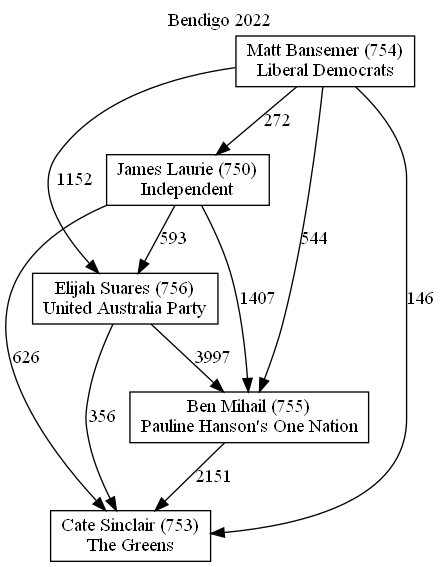 Bendigo 2022
Matt Bansemer (754)
Liberal Democrats
272
James Laurie (750)
Independent
1152
593
544
Elijah Suares (756)
United Australia Party
1407
146
626
356
3997
Ben Mihail (755)
Pauline Hanson's One Nation
2151
Cate Sinclair (753)
The Greens